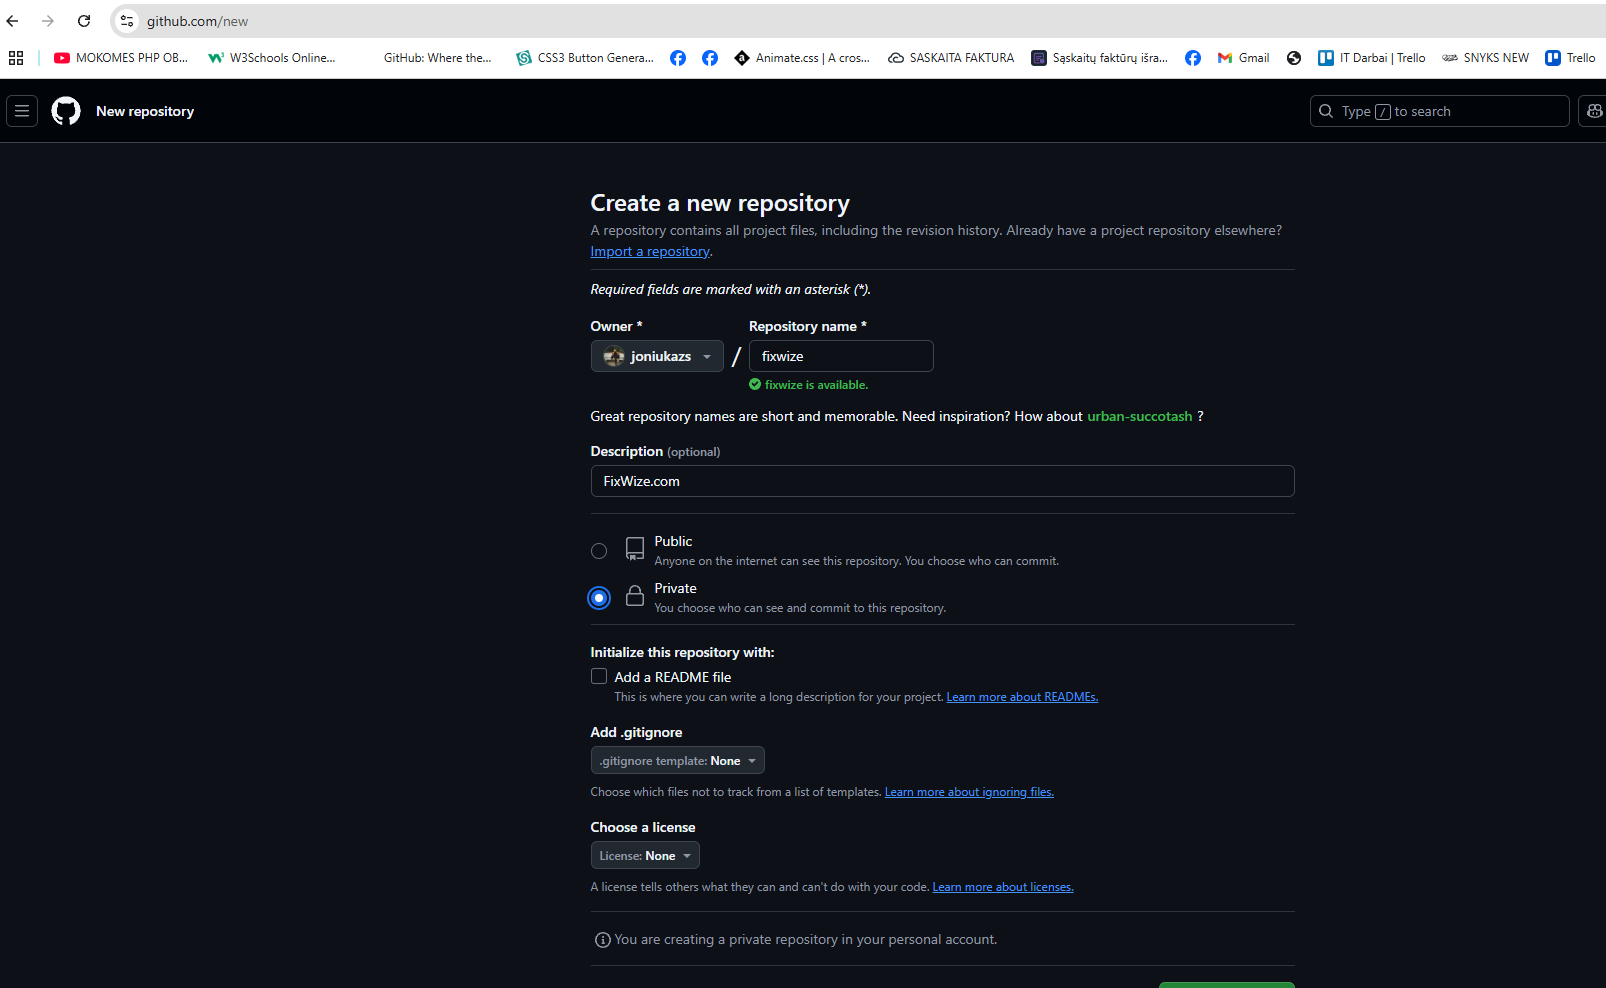 github.com/new
MOKOMES PHP OB... W3Schools Online... GitHub: Where the... CSS3 Button Genera... Animate.css | A cros... SASKAITA FAKTURA Sąskaitų faktūrų išra... Gmail IT Darbai | Trello SNYKS NEW Trello
New repository Type / to search
Create a new repository
A repository contains all project files, including the revision history. Already have a project repository elsewhere?
Import a repository.
Required fields are marked with an asterisk (*).
Owner * Repository name *
joniukazs / fixwize
fixwize is available.
Great repository names are short and memorable. Need inspiration? How about urban-succotash ?
Description (optional)
FixWize.com
Public
Anyone on the internet can see this repository. You choose who can commit.
Private
You choose who can see and commit to this repository.
Initialize this repository with:
Add a README file
This is where you can write a long description for your project. Learn more about READMEs.
Add .gitignore
.gitignore template: None
Choose which files not to track from a list of templates. Learn more about ignoring files.
Choose a license
License: None
A license tells others what they can and can't do with your code. Learn more about licenses.
You are creating a private repository in your personal account.